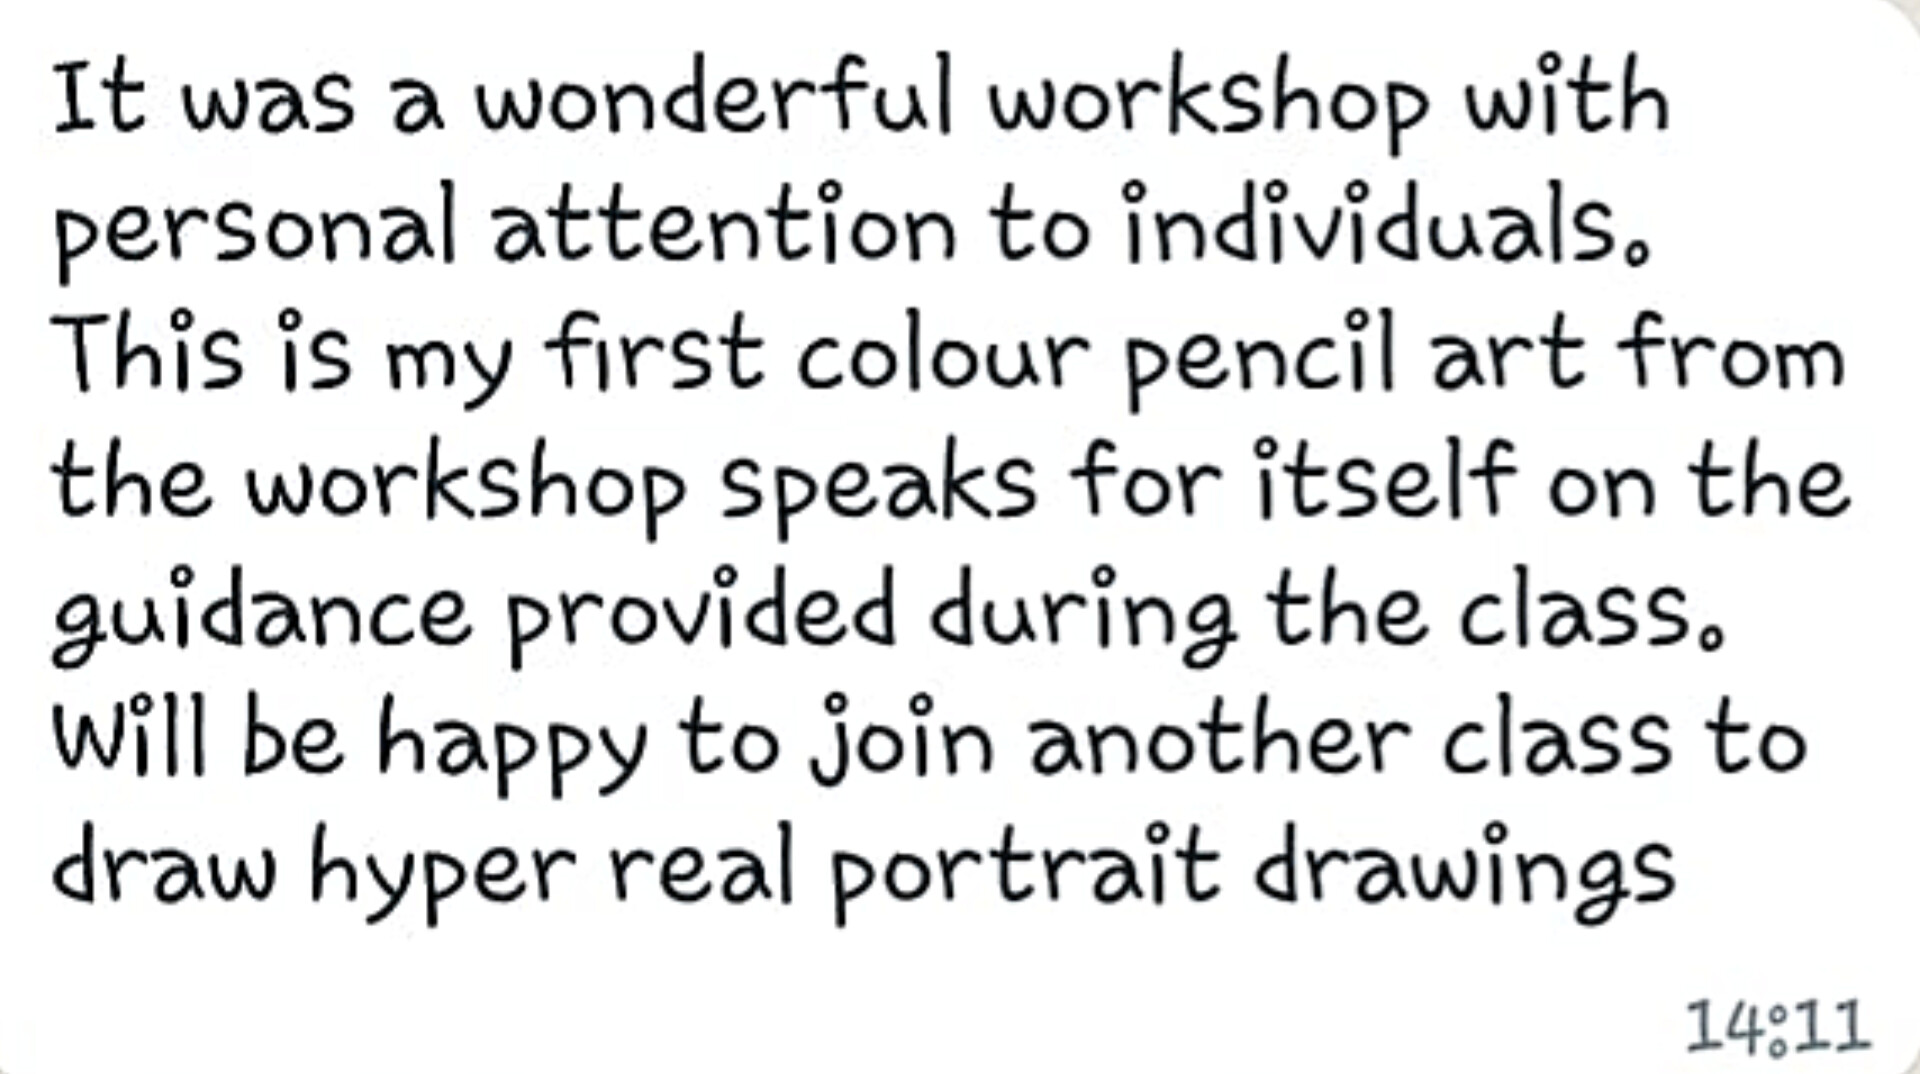 It was a wonderful workshop with
personal attention to individuals.
This is my first colour pencil art from
the workshop speaks for itself on the
guidance provided during the class.
Will be happy to join another class to
draw hyper real portrait drawings
14:11